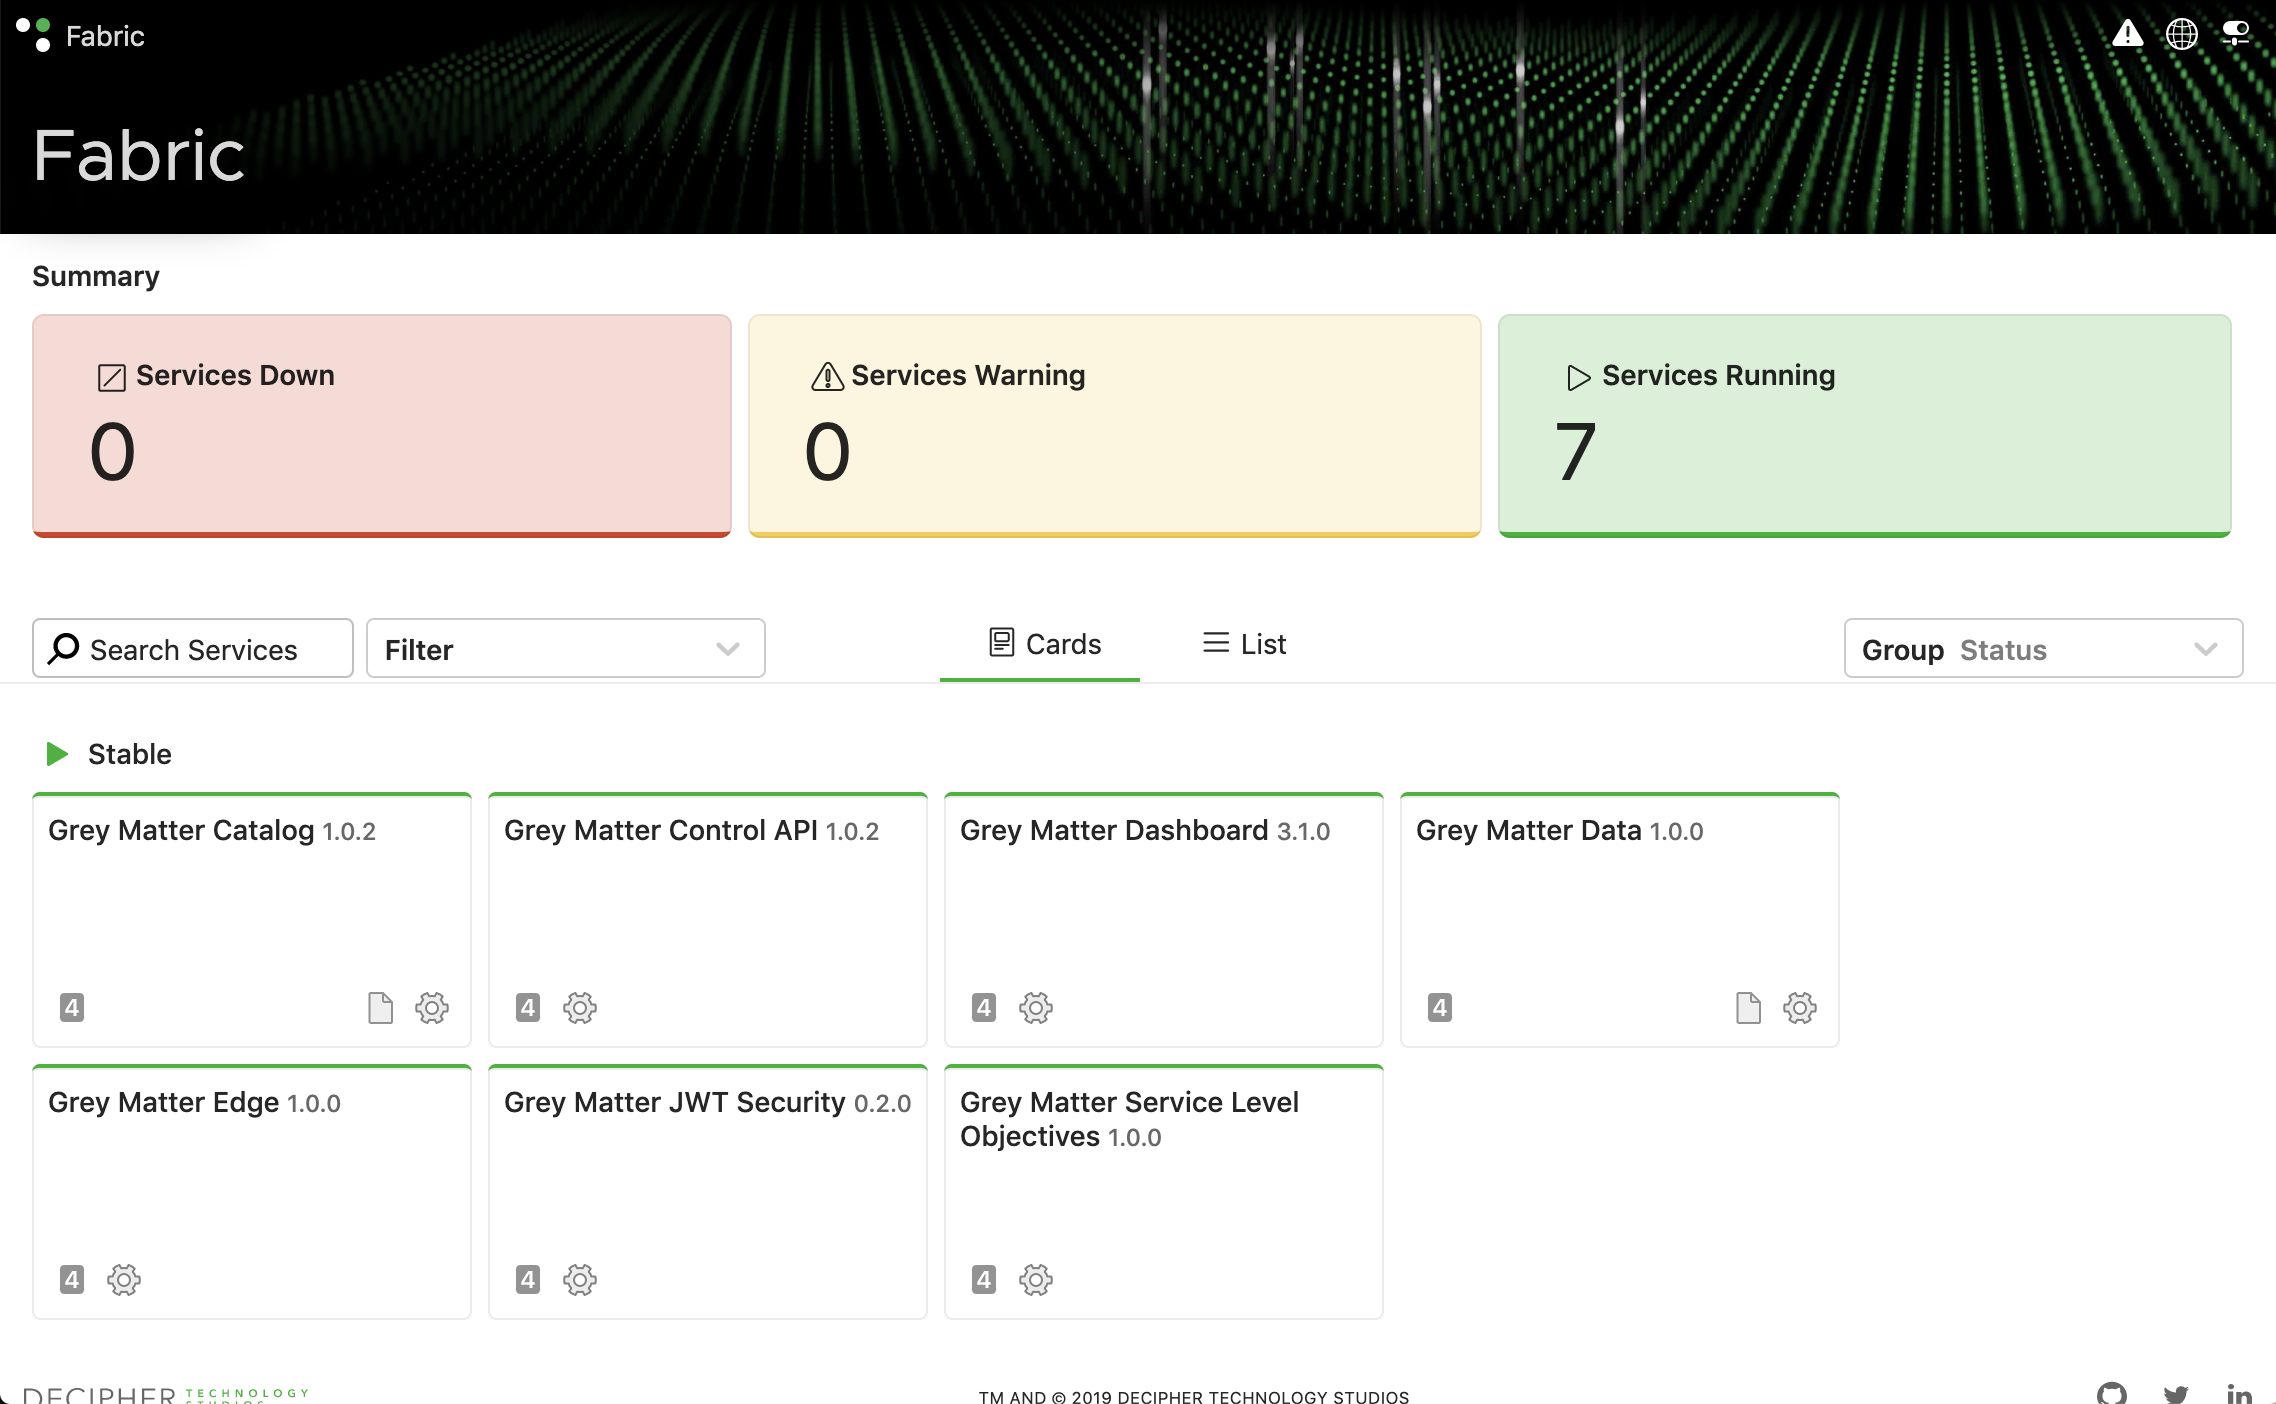 Fabric
Fabric
Summary
Services Down
0
Services Warning
0
Services Running
7
Search Services
Filter
Cards
List
Group Status
Stable
Grey Matter Catalog 1.0.2
4
Grey Matter Control API 1.0.2
4
Grey Matter Dashboard 3.1.0
4
Grey Matter Data 1.0.0
4
Grey Matter Edge 1.0.0
4
Grey Matter JWT Security 0.2.0
4
Grey Matter Service Level
Objectives 1.0.0
4
DECIPHER TECHNOLOGY
STUDIOS
TM AND © 2019 DECIPHER TECHNOLOGY STUDIOS
in